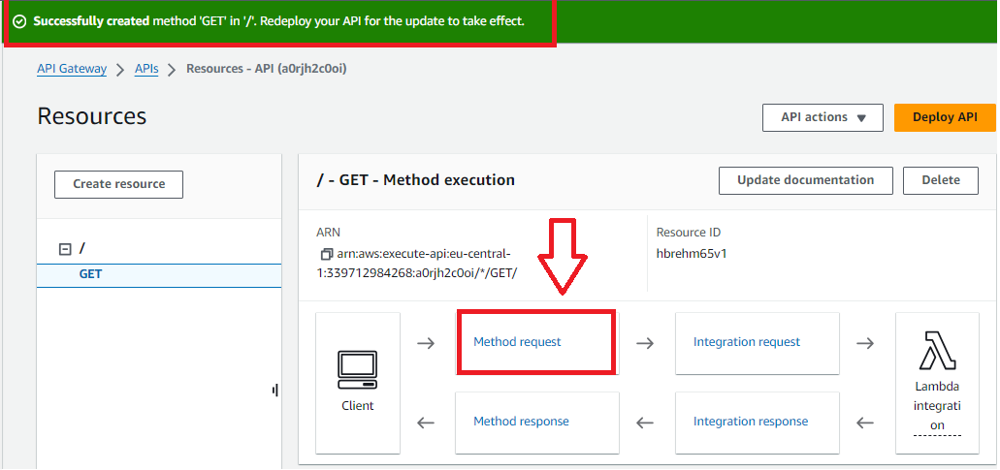 Successfully created method 'GET' in '/'. Redeploy your API for the update to take effect.
API Gateway > APIs > Resources - API (a0rjh2c0oi)
Resources
API actions ▼
Deploy API
Create resource
/
GET
/ - GET - Method execution
Update documentation
Delete
ARN
arn:aws:execute-api:eu-central-
1:339712984268:a0rjh2c0oi/*/GET/
Resource ID
hbrehm65v1
Client
Method request
Integration request
Lambda
integrati
on
Method response
Integration response